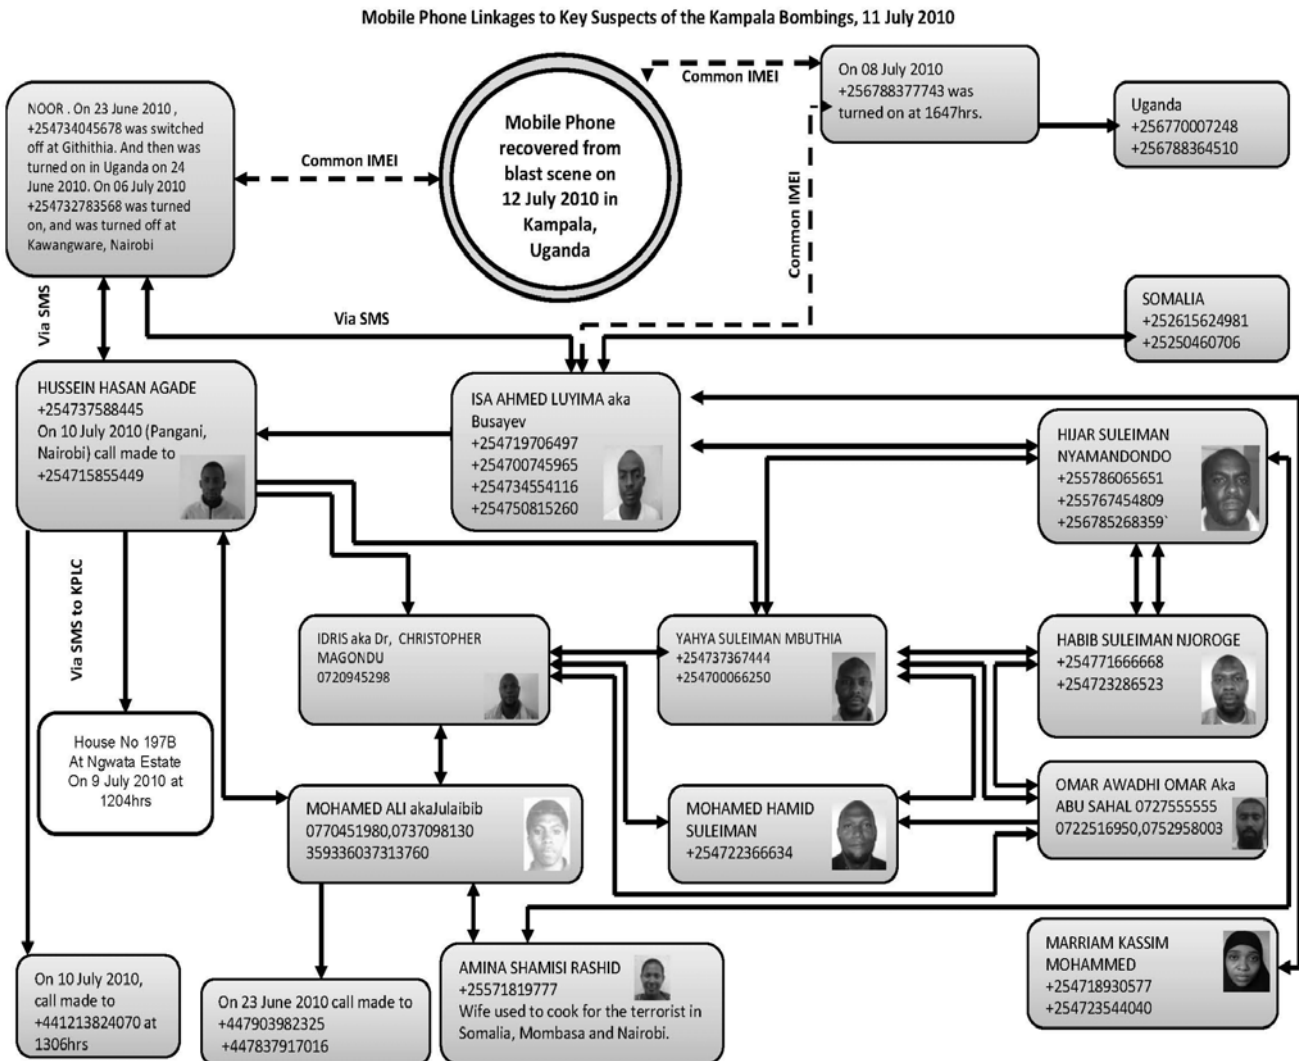 Mobile Phone Linkages to Key Suspects of the Kampala Bombings, 11 July 2010
NOOR . On 23 June 2010 ,
+254734045678 was switched
off at Githithia. And then was
turned on in Uganda on 24
June 2010. On 06 July 2010
+254732783568 was turned
on, and was turned off at
Kawangware, Nairobi
Common IMEI
Mobile Phone
recovered from
blast scene on
12 July 2010 in
Kampala,
Uganda
Common IMEI
On 08 July 2010
+256788377743 was
turned on at 1647hrs.
Uganda
+256770007248
+256788364510
Common IMEI
Via SMS
Via SMS
SOMALIA
+252615624981
+25250460706
HUSSEIN HASAN AGADE
+254737588445
On 10 July 2010 (Pangani,
Nairobi) call made to
+254715855449
ISA AHMED LUYIMA aka
Busayev
+254719706497
+254700745965
+254734554116
+254750815260
HIJAR SULEIMAN
NYAMANDONDO
+255786065651
+255767454809
+256785268359`
Via SMS to KPLC
IDRIS aka Dr, CHRISTOPHER
MAGONDU
0720945298
YAHYA SULEIMAN MBUTHIA
+254737367444
+254700066250
HABIB SULEIMAN NJOROGE
+254771666668
+254723286523
House No 197B
At Ngwata Estate
On 9 July 2010 at
1204hrs
MOHAMED ALI akaJulaibib
0770451980,0737098130
359336037313760
MOHAMED HAMID
SULEIMAN
+254722366634
OMAR AWADHI OMAR Aka
ABU SAHAL 0727555555
0722516950,0752958003
On 10 July 2010,
call made to
+441213824070 at
1306hrs
On 23 June 2010 call made to
+447903982325
+447837917016
AMINA SHAMISI RASHID
+25571819777
Wife used to cook for the terrorist in
Somalia, Mombasa and Nairobi.
MARRIAM KASSIM
MOHAMMED
+254718930577
+254723544040